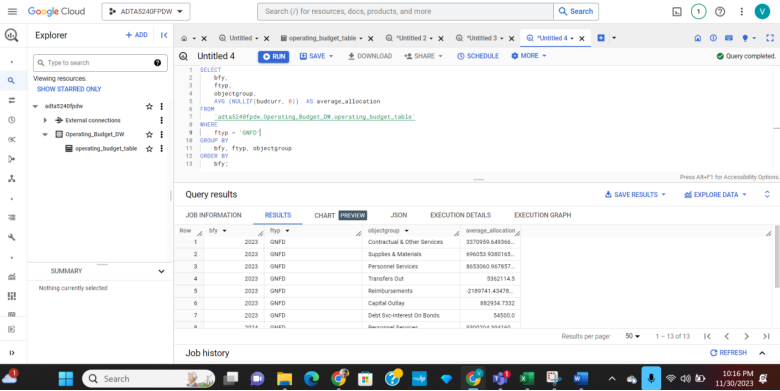 Google Cloud
ADTA5240FPDW
Search (/) for resources, docs, products, and more
Search
1
V
Explorer
+ ADD
Untitled
operating_budget_table
*Untitled 2
*Untitled 3
*Untitled 4
Type to search
Viewing resources.
SHOW STARRED ONLY
adta5240fpdw
External connections
Operating_Budget_DW
operating_budget_table
Untitled 4
RUN
SAVE
DOWNLOAD
SHARE
SCHEDULE
MORE
Query completed.
1 SELECT
2 bfy,
3 ftyp,
4 objectgroup,
5 AVG (NULLIF(budcurr, 0)) AS average_allocation
6 FROM
7 `adta5240fpdw.Operating_Budget_DW.operating_budget_table`
8 WHERE
9 ftyp = 'GNFD'
10 GROUP BY
11 bfy, ftyp, objectgroup
12 ORDER BY
13 bfy;
Press Alt+F1 for Accessibility Options.
Query results
SAVE RESULTS
EXPLORE DATA
JOB INFORMATION
RESULTS
CHART PREVIEW
JSON
EXECUTION DETAILS
EXECUTION GRAPH
Row bfy ftyp objectgroup average_allocation
1 2023 GNFD Contractual & Other Services 3370959.649366...
2 2023 GNFD Supplies & Materials 696053.9380165...
3 2023 GNFD Personnel Services 8653060.967857...
4 2023 GNFD Transfers Out 5362114.5
5 2023 GNFD Reimbursements -2189741.43478...
6 2023 GNFD Capital Outlay 882934.7332
7 2023 GNFD Debt Svc-Interest On Bonds 54500.0
8 2024 GNFD Personnel Services
SUMMARY
Nothing currently selected
Results per page: 50 1 – 13 of 13
Job history
REFRESH
Search
10:16 PM
11/30/2023